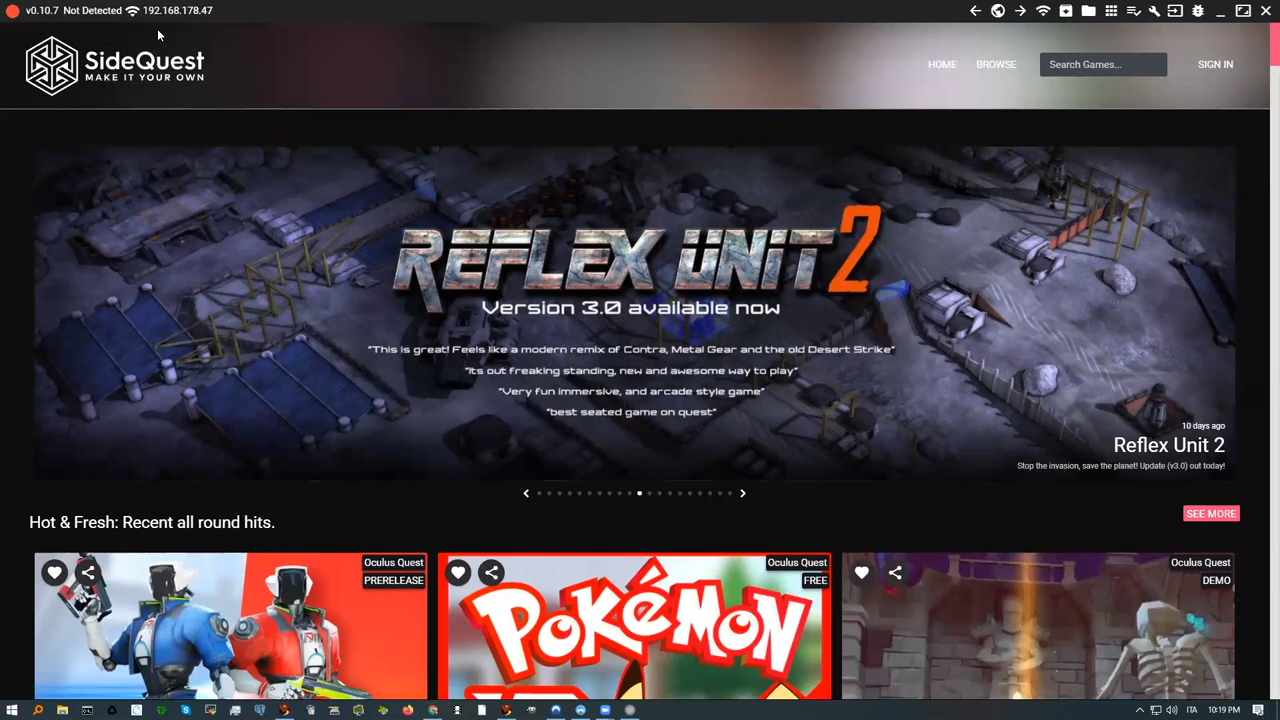 v0.10.7 Not Detected 192.168.178.47
SideQuest
MAKE IT YOUR OWN
HOME BROWSE Search Games... SIGN IN
REFLEX UNIT 2
Version 3.0 available now
"This is great! Feels like a modern remix of Contra, Metal Gear and the old Desert Strike"
"its out freaking standing, new and awesome way to play"
"Very fun immersive, and arcade style game"
"best seated game on quest"
10 days ago
Reflex Unit 2
Stop the invasion, save the planet! Update (v3.0) out today!
Hot & Fresh: Recent all round hits.
SEE MORE
Oculus Quest
PRERELEASE
Oculus Quest
FREE
POKéMON
Oculus Quest
DEMO
ITA 10:19 PM